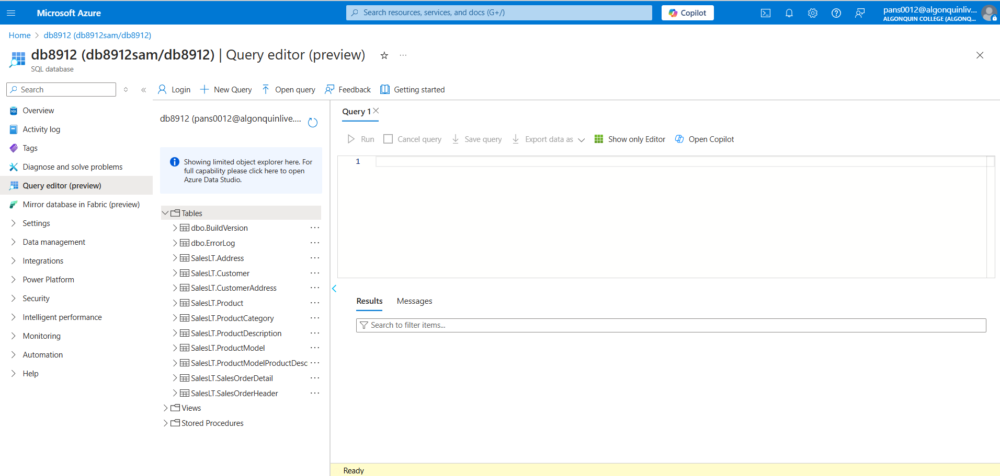 Microsoft Azure
Search resources, services, and docs (G+/)
Copilot
pans0012@algonquinliv...
ALGONQUIN COLLEGE (ALGONQ...
Home > db8912 (db8912sam/db8912)
db8912 (db8912sam/db8912) | Query editor (preview)
SQL database
Search
Login
New Query
Open query
Feedback
Getting started
Overview
Activity log
Tags
Diagnose and solve problems
Query editor (preview)
Mirror database in Fabric (preview)
Settings
Data management
Integrations
Power Platform
Security
Intelligent performance
Monitoring
Automation
Help
db8912 (pans0012@algonquinlive....
Showing limited object explorer here. For
full capability please click here to open
Azure Data Studio.
Tables
dbo.BuildVersion
dbo.ErrorLog
SalesLT.Address
SalesLT.Customer
SalesLT.CustomerAddress
SalesLT.Product
SalesLT.ProductCategory
SalesLT.ProductDescription
SalesLT.ProductModel
SalesLT.ProductModelProductDesc
SalesLT.SalesOrderDetail
SalesLT.SalesOrderHeader
Views
Stored Procedures
Query 1
Run
Cancel query
Save query
Export data as
Show only Editor
Open Copilot
1
Results
Messages
Search to filter items...
Ready